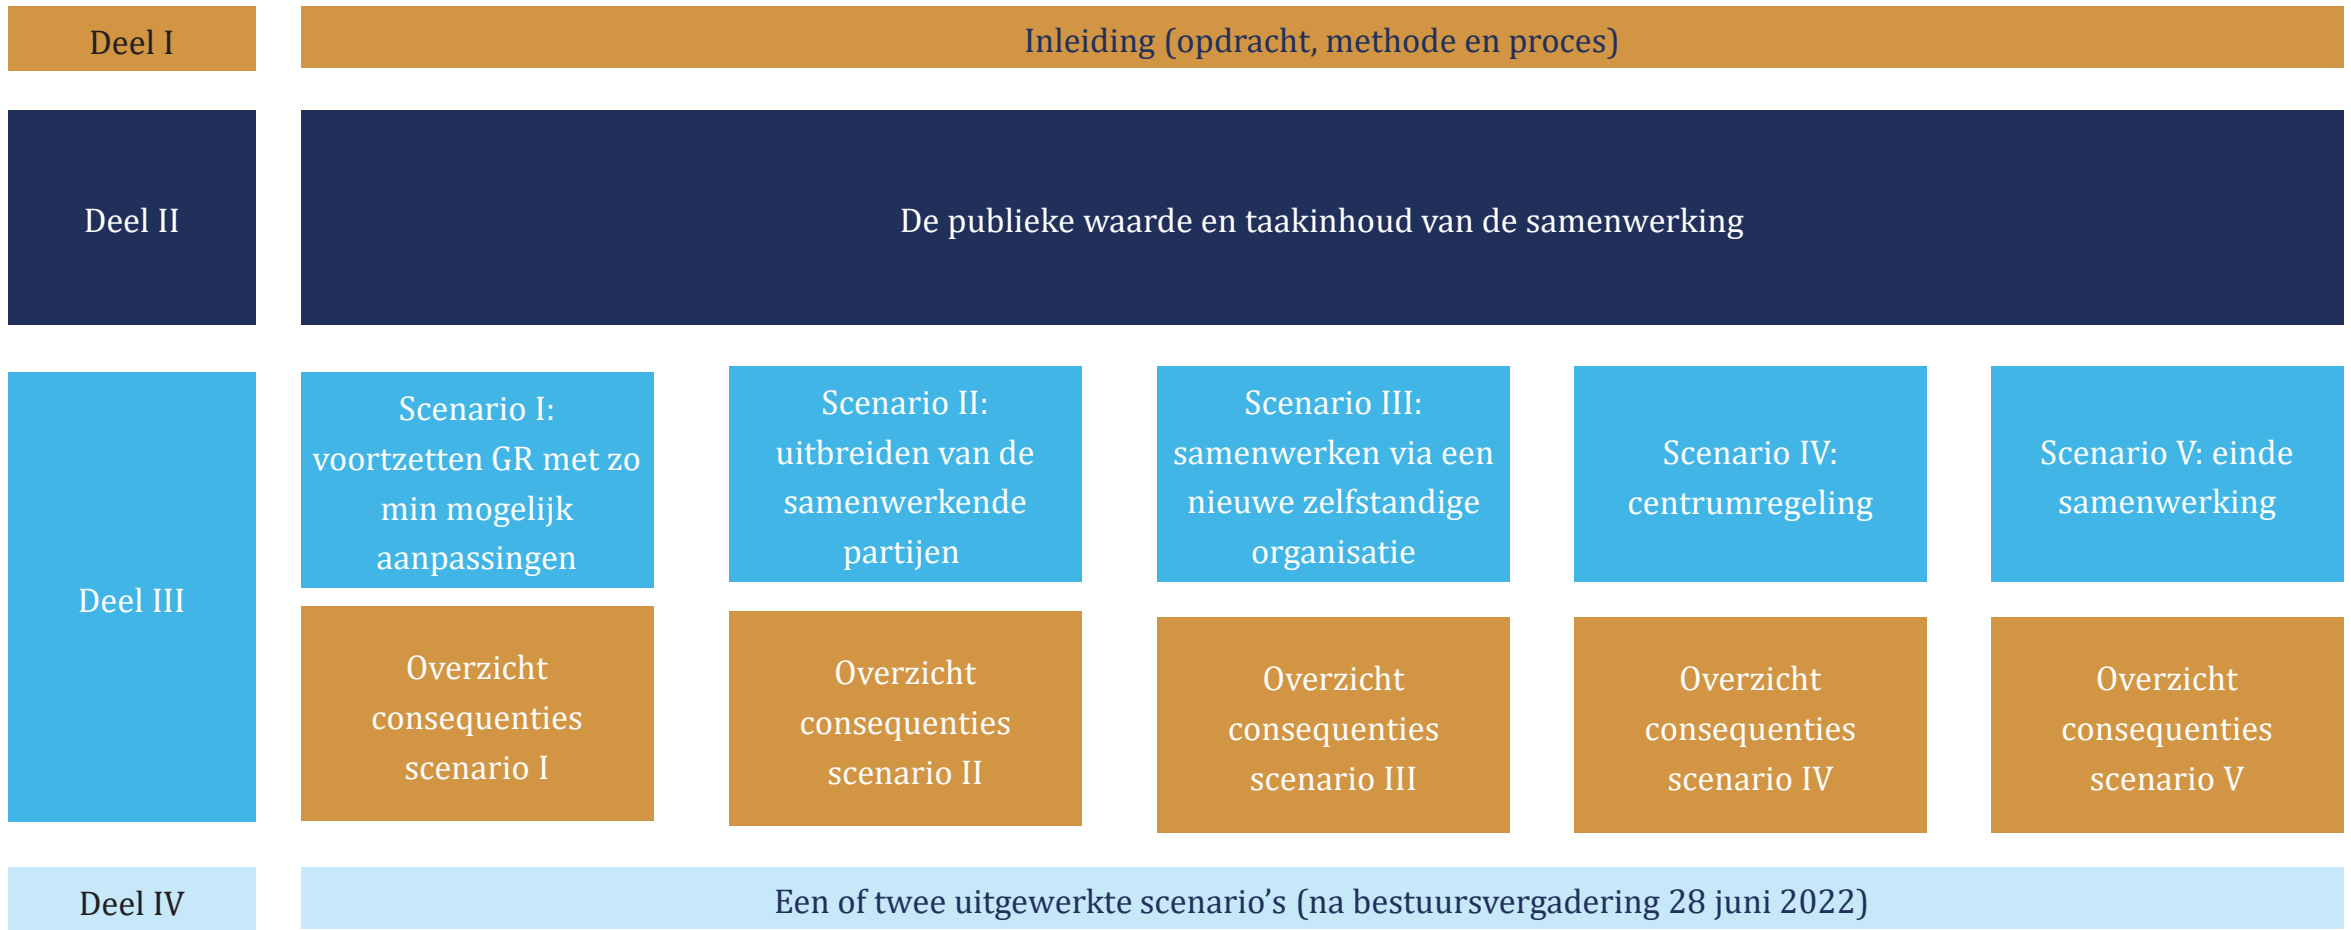 Deel I
Inleiding (opdracht, methode en proces)
Deel II
De publieke waarde en taakinhoud van de samenwerking
Deel III
Scenario I:
voortzetten GR met zo
min mogelijk
aanpassingen
Scenario II:
uitbreiden van de
samenwerkende
partijen
Scenario III:
samenwerken via een
nieuwe zelfstandige
organisatie
Scenario IV:
centrumregeling
Scenario V: einde
samenwerking
Overzicht
consequenties
scenario I
Overzicht
consequenties
scenario II
Overzicht
consequenties
scenario III
Overzicht
consequenties
scenario IV
Overzicht
consequenties
scenario V
Deel IV
Een of twee uitgewerkte scenario’s (na bestuursvergadering 28 juni 2022)